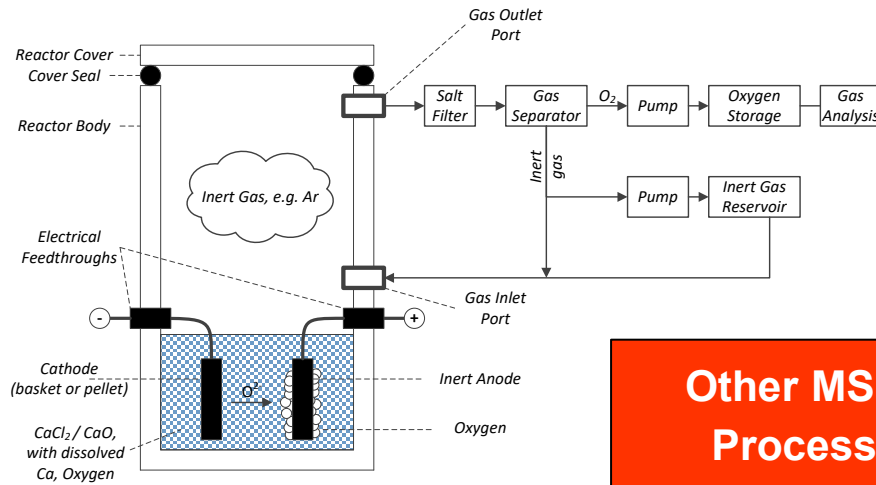 Gas Outlet
Port
Reactor Cover
Cover Seal
Reactor Body
Salt
Filter
Gas
Separator
O₂
Pump
Oxygen
Storage
Gas
Analysis
Inert
gas
Inert Gas, e.g. Ar
Pump
Inert Gas
Reservoir
Electrical
Feedthroughs
Gas Inlet
Port
-
+
Cathode
(basket or pellet)
O²⁻
Inert Anode
CaCl₂ / CaO,
with dissolved
Ca, Oxygen
Oxygen
Other MS
Process